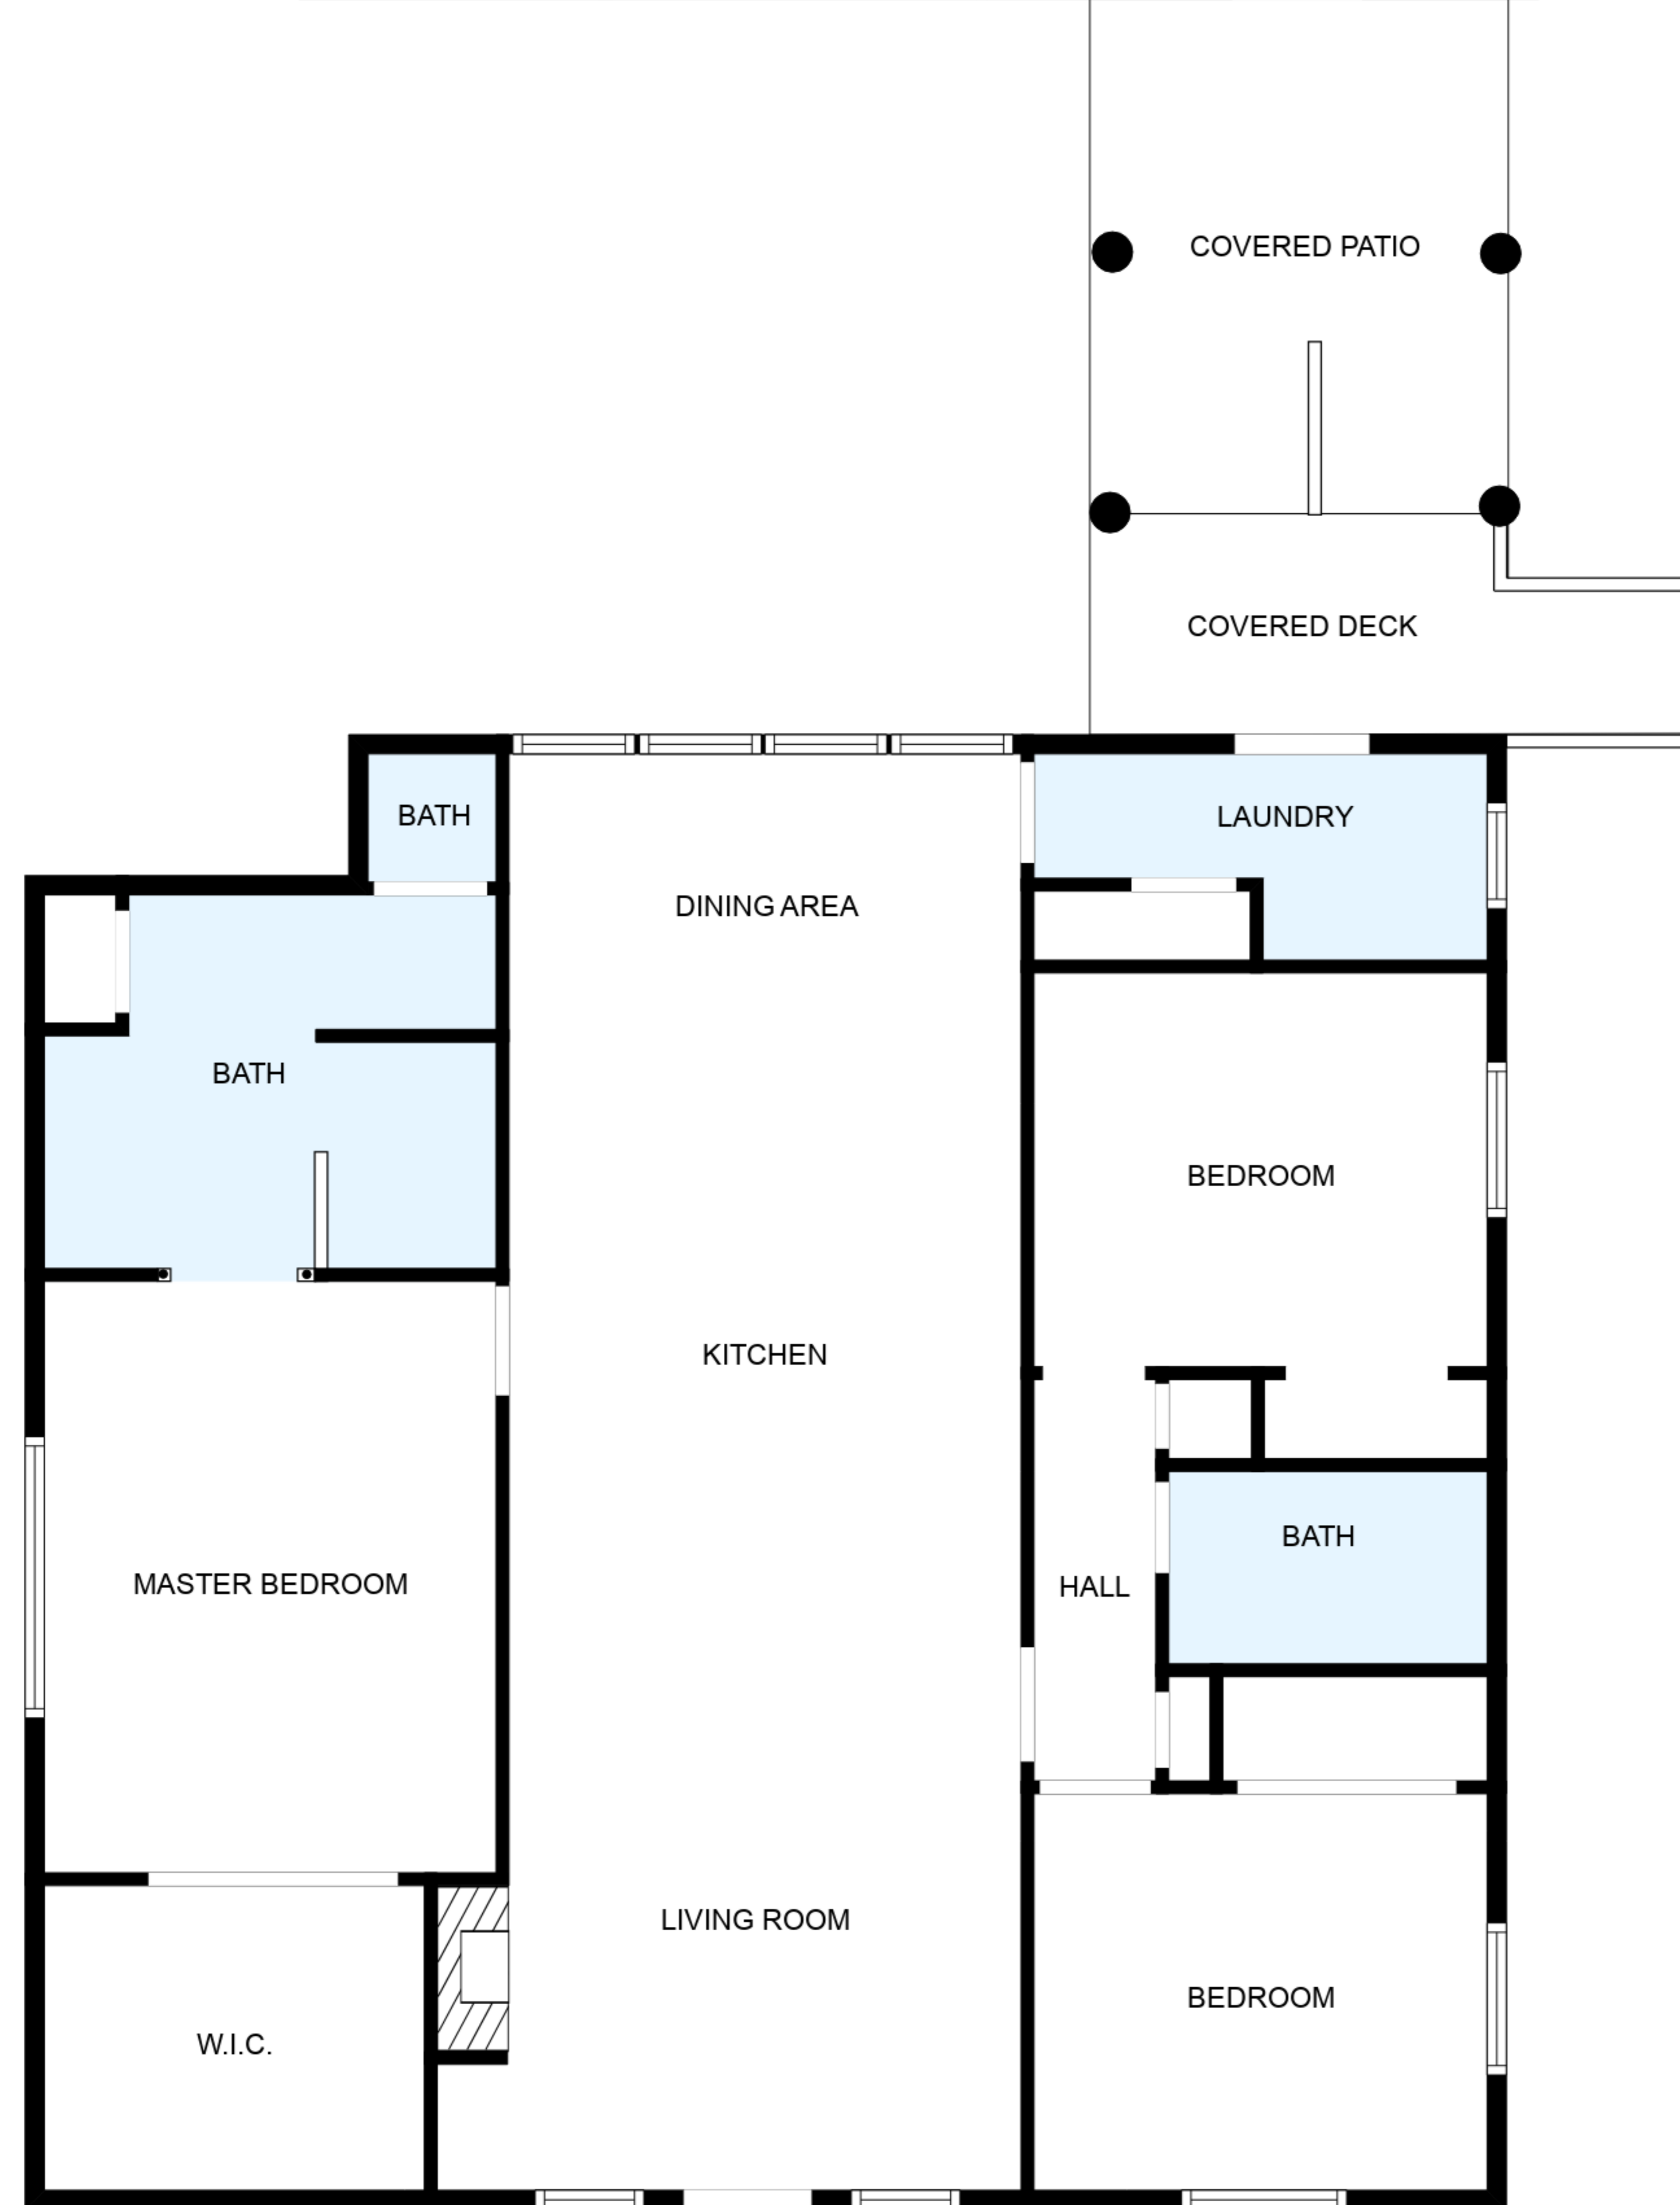 COVERED PATIO
COVERED DECK
BATH
LAUNDRY
DINING AREA
BATH
BEDROOM
KITCHEN
BATH
MASTER BEDROOM
HALL
LIVING ROOM
BEDROOM
W.I.C.